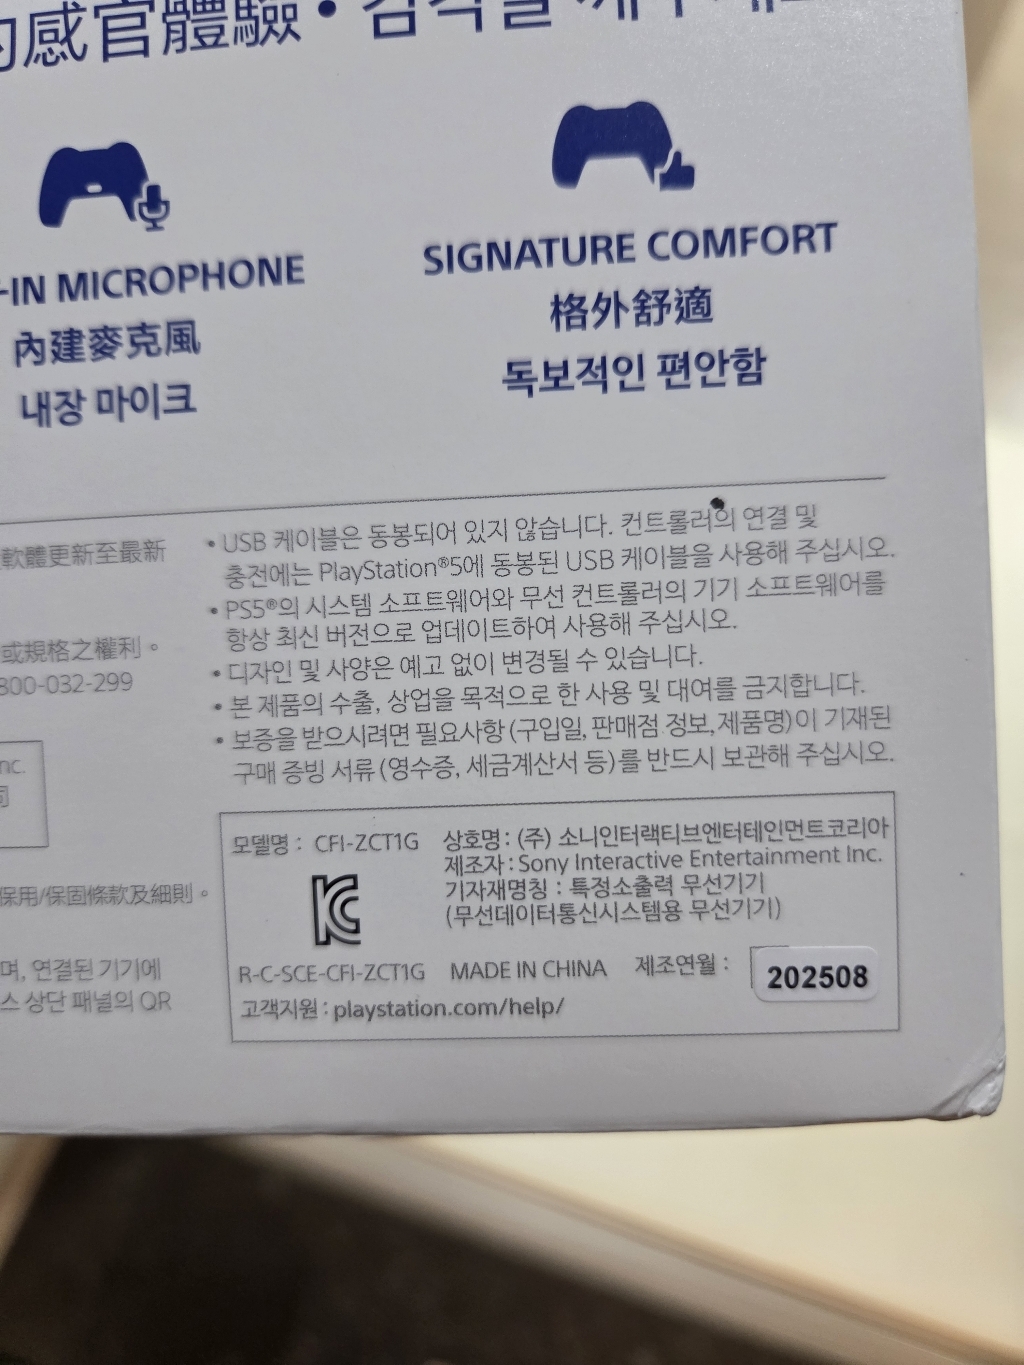 感官體驗 •
-IN MICROPHONE
內建麥克風
내장 마이크
SIGNATURE COMFORT
格外舒適
독보적인 편안함
軟體更新至最新
或規格之權利。
800-032-299
nc.
司
保用/保固條款及細則。
며, 연결된 기기에
스 상단 패널의 QR
• USB 케이블은 동봉되어 있지 않습니다. 컨트롤러의 연결 및
충전에는 PlayStation®5에 동봉된 USB 케이블을 사용해 주십시오.
• PS5®의 시스템 소프트웨어와 무선 컨트롤러의 기기 소프트웨어를
항상 최신 버전으로 업데이트하여 사용해 주십시오.
• 디자인 및 사양은 예고 없이 변경될 수 있습니다.
• 본 제품의 수출, 상업을 목적으로 한 사용 및 대여를 금지합니다.
• 보증을 받으시려면 필요사항(구입일, 판매점 정보,제품명)이 기재된
구매 증빙 서류(영수증, 세금계산서 등)를 반드시 보관해 주십시오.
모델명 : CFI-ZCT1G
상호명 : (주) 소니인터랙티브엔터테인먼트코리아
제조자 : Sony Interactive Entertainment Inc.
기자재명칭 : 특정소출력 무선기기
(무선데이터통신시스템용 무선기기)
R-C-SCE-CFI-ZCT1G MADE IN CHINA 제조연월 : 202508
고객지원 : playstation.com/help/